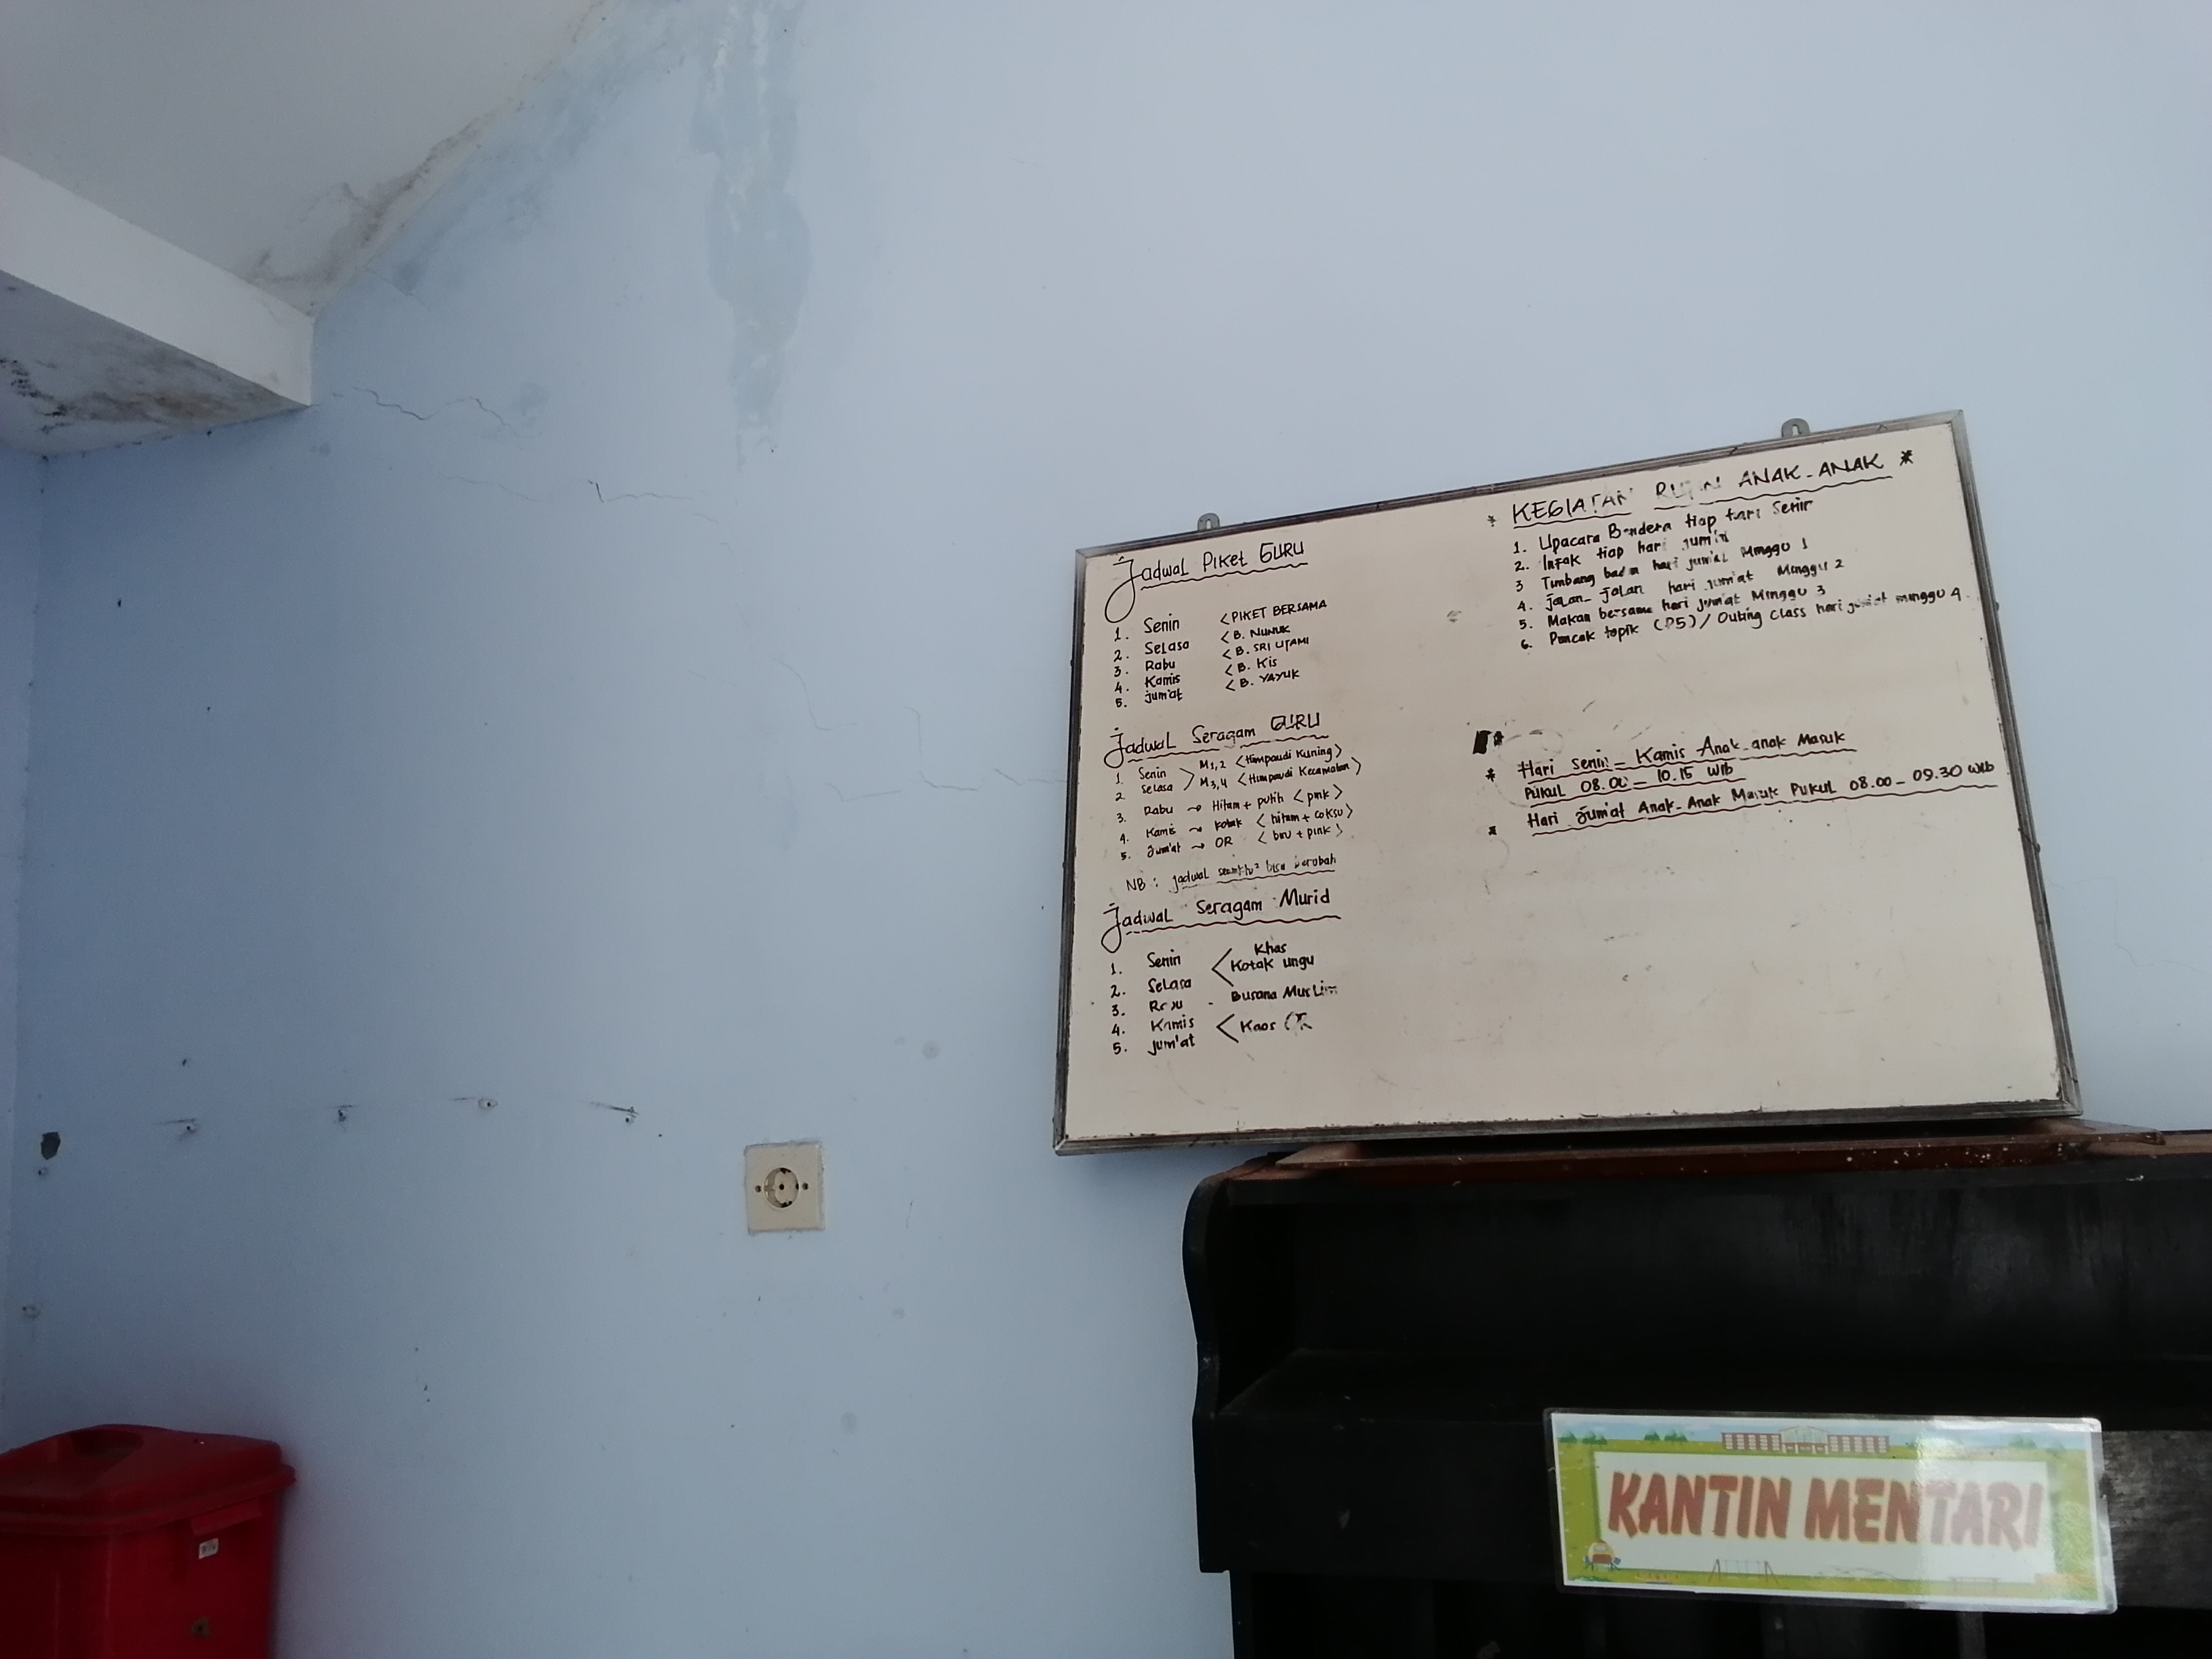 Jadwal Piket GURU
1. Senin < PIKET BERSAMA
2. Selasa < B. NUNUK
3. Rabu < B. SRI UTAMI
4. Kamis < B. Kis
5. Jum'at < B. YAYUK
Jadwal Seragam GURU
1. Senin > M1,2 <Himpaudi Kuning>
2. Selasa M3,4 <Himpaudi Kecamatan>
3. Rabu → Hitam + putih <pink>
4. Kamis → kotak <hitam + coksu>
5. Jum'at → OR <biru + pink>
NB : jadwal bisa berobah
Jadwal Seragam Murid
1. Senin < Khas
2. Selasa Kotak ungu
3. - Busana Muslim
4. Kamis < Kaos
5. Jum'at
* KEGIATAN ANAK-ANAK *
1. Upacara Bendera tiap hari Senin
2. Infak tiap hari jum'at
3 Timbang badan hari jum'at Minggu 1
4. jalan-jalan hari jum'at Minggu 2
5. Makan bersama hari jum'at Minggu 3
6. Puncak topik (P5) / Outing class hari jum'at minggu 4
* Hari Senin - Kamis Anak-anak Masuk
Pukul 08.00 - 10.15 Wib
* Hari Jum'at Anak-Anak Masuk Pukul 08.00 - 09.30 Wib
KANTIN MENTARI